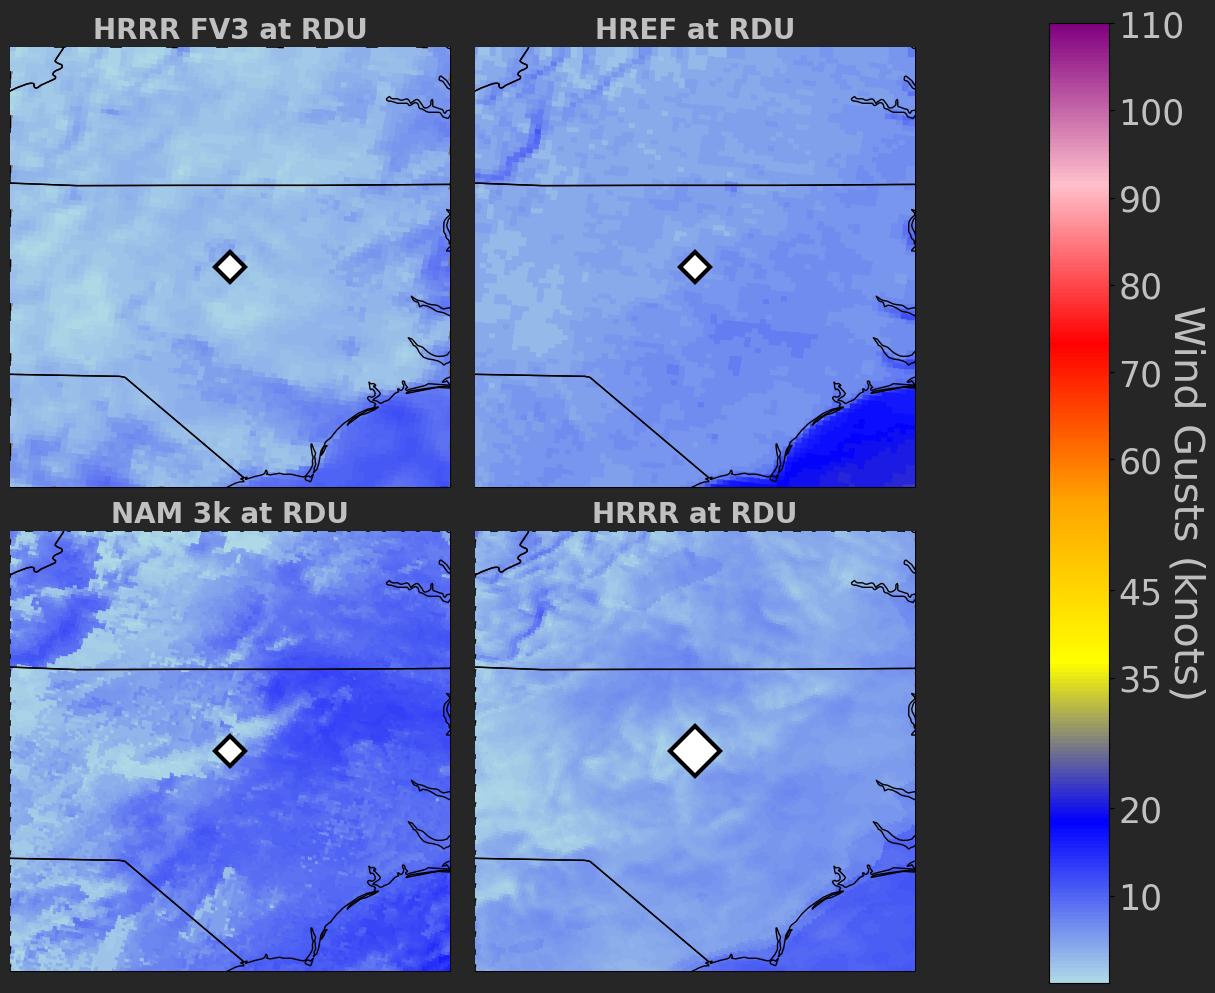 HRRR FV3 at RDU
HREF at RDU
NAM 3k at RDU
HRRR at RDU
110
100
90
80
70
60
45
35
20
10
Wind Gusts (knots)